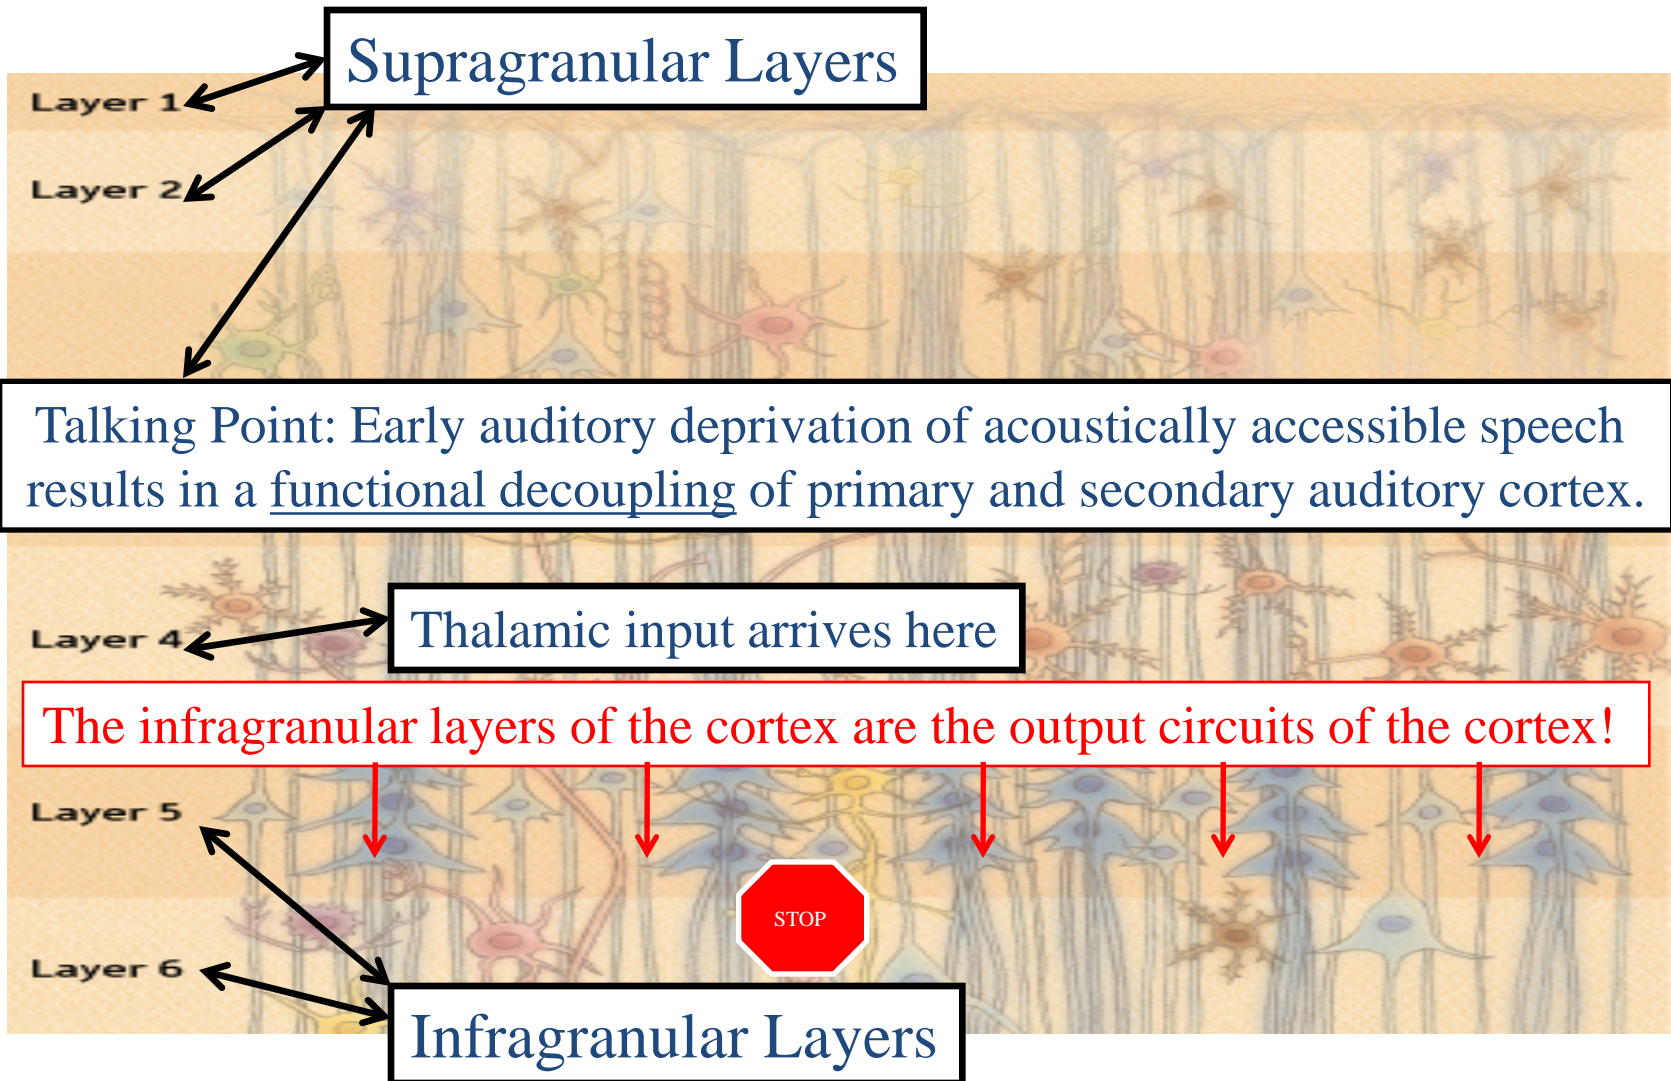 Supragranular Layers
Layer 1
Layer 2
Talking Point: Early auditory deprivation of acoustically accessible speech
results in a functional decoupling of primary and secondary auditory cortex.
Thalamic input arrives here
Layer 4
The infragranular layers of the cortex are the output circuits of the cortex!
Layer 5
STOP
Layer 6
Infragranular Layers